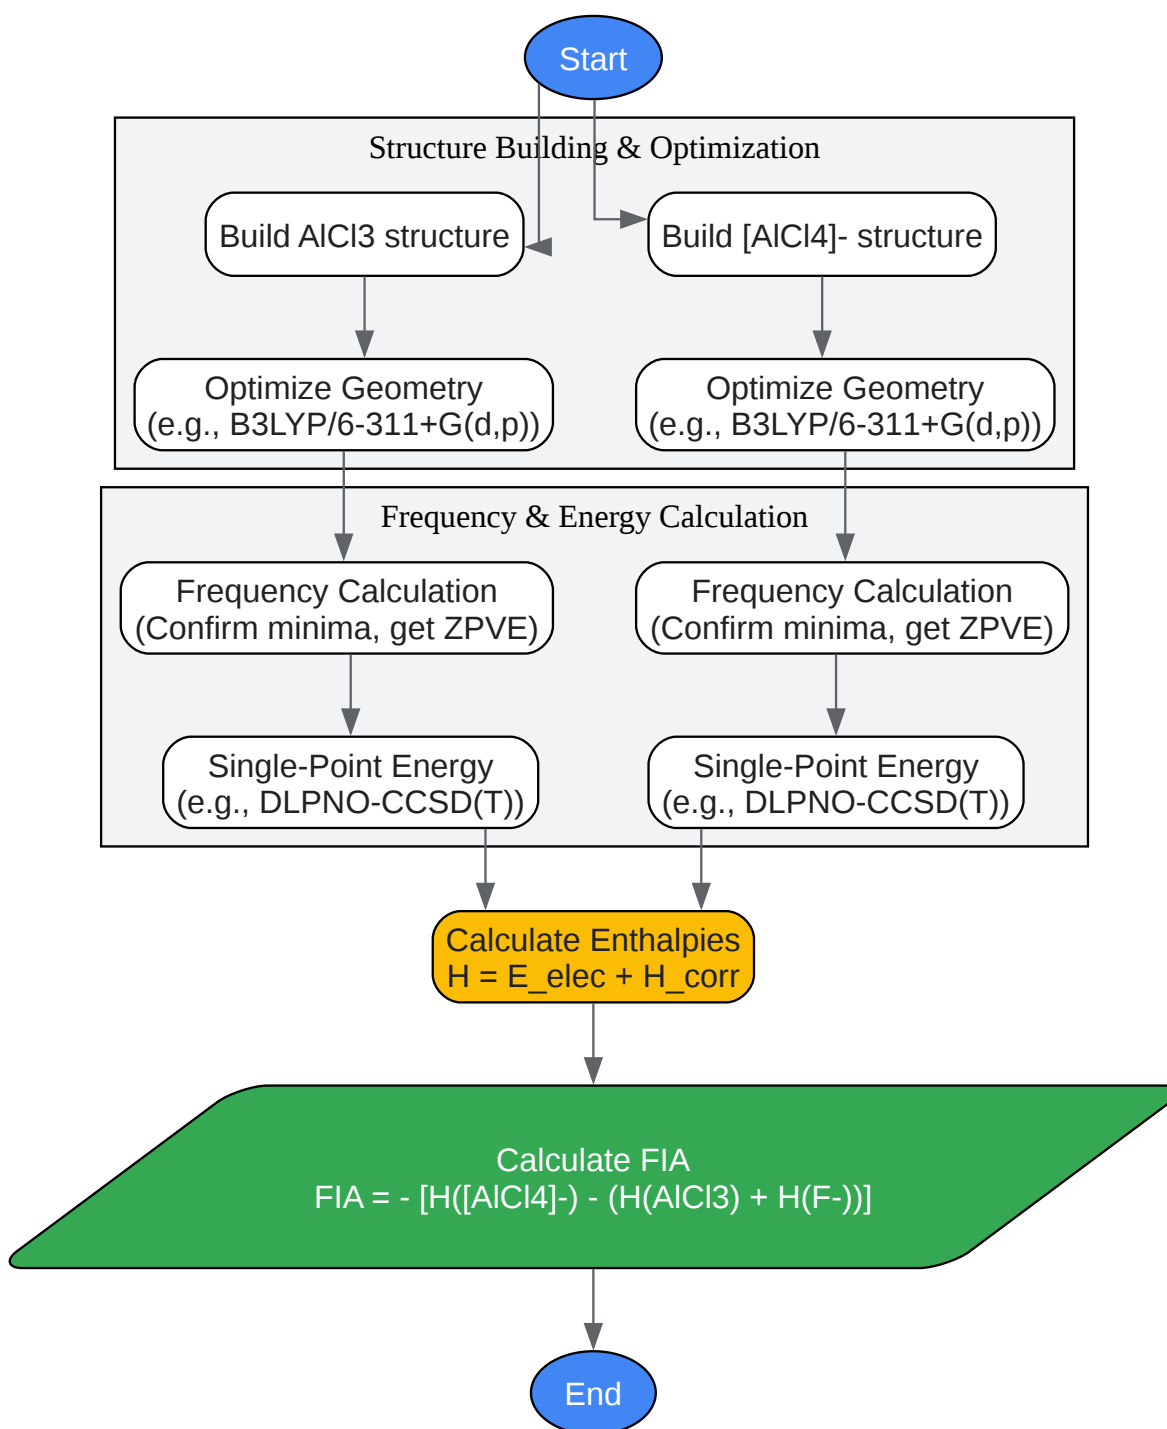 Start
Structure Building & Optimization
Build AlCl3 structure
Build [AlCl4]- structure
Optimize Geometry
(e.g., B3LYP/6-311+G(d,p))
Optimize Geometry
(e.g., B3LYP/6-311+G(d,p))
Frequency & Energy Calculation
Frequency Calculation
(Confirm minima, get ZPVE)
Frequency Calculation
(Confirm minima, get ZPVE)
Single-Point Energy
(e.g., DLPNO-CCSD(T))
Single-Point Energy
(e.g., DLPNO-CCSD(T))
Calculate Enthalpies
H = E_elec + H_corr
Calculate FIA
FIA = - [H([AlCl4]-) - (H(AlCl3) + H(F-))]
End